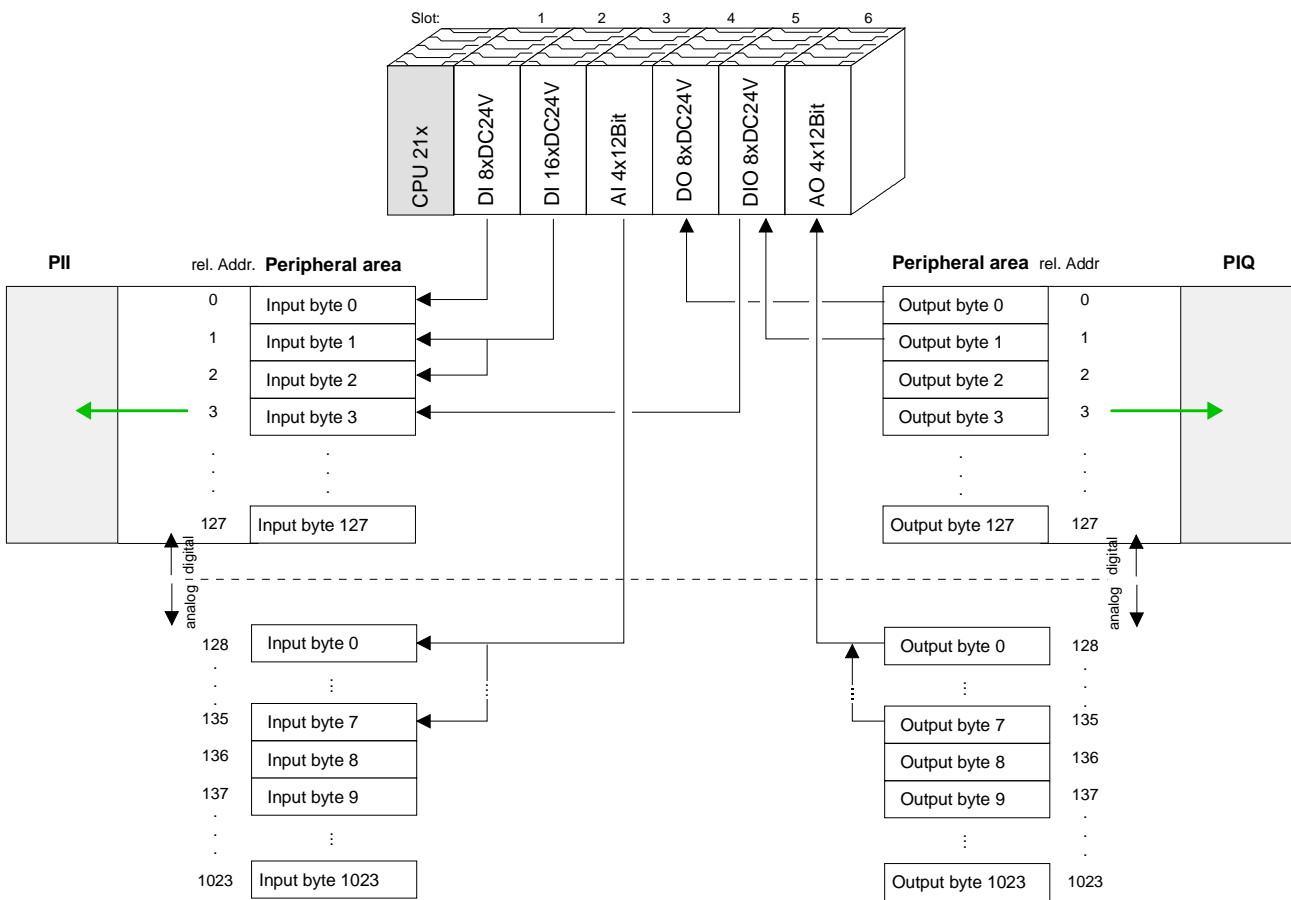 Slot: 1 2 3 4 5 6
CPU 21x
DI 8xDC24V
DI 16xDC24V
AI 4x12Bit
DO 8xDC24V
DIO 8xDC24V
AO 4x12Bit
PII rel. Addr. Peripheral area Peripheral area rel. Addr PIQ
0 Input byte 0 Output byte 0 0
1 Input byte 1 Output byte 1 1
2 Input byte 2 Output byte 2 2
3 Input byte 3 Output byte 3 3
127 Input byte 127 Output byte 127 127
digital digital
analog analog
128 Input byte 0 Output byte 0 128
135 Input byte 7 Output byte 7 135
136 Input byte 8 Output byte 8 136
137 Input byte 9 Output byte 9 137
1023 Input byte 1023 Output byte 1023 1023